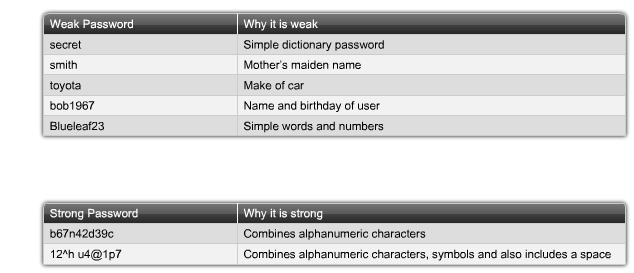 Weak Password Why it is weak
secret Simple dictionary password
smith Mother's maiden name
toyota Make of car
bob1967 Name and birthday of user
Blueleaf23 Simple words and numbers
Strong Password Why it is strong
b67n42d39c Combines alphanumeric characters
12^h u4@1p7 Combines alphanumeric characters, symbols and also includes a space